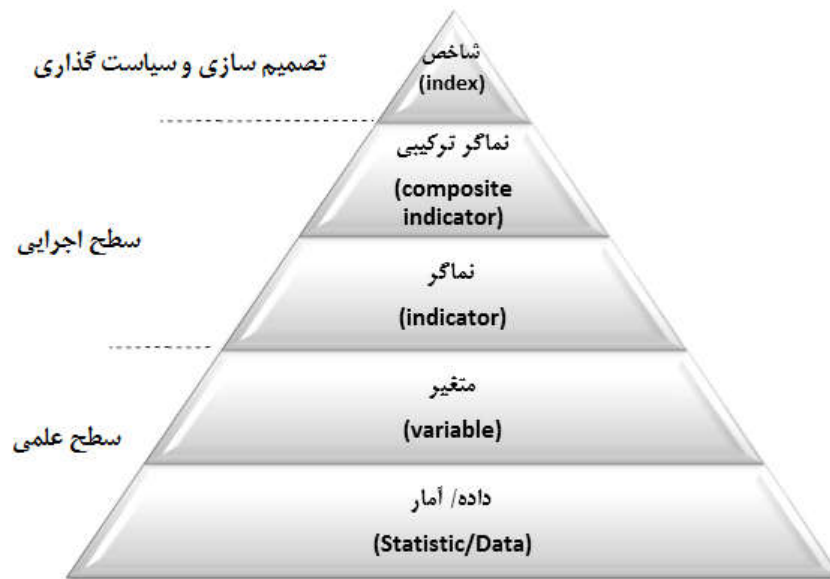 شاخص
(index)
تصمیم سازی و سیاست گذاری
نماگر ترکیبی
(composite
indicator)
سطح اجرایی
نماگر
(indicator)
متغیر
(variable)
سطح علمی
داده/ آمار
(Statistic/Data)